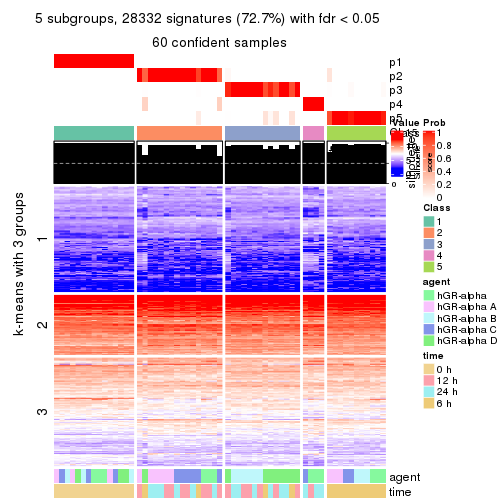 5 subgroups, 28332 signatures (72.7%) with fdr < 0.05
60 confident samples
p1
p2
p3
p4
p5
Class
silhouette
score
0
k-means with 3 groups
1
2
3
agent
time
Value
15
Prob
1
0.8
0.6
0.4
0.2
0
Class
1
2
3
4
5
agent
hGR-alpha
hGR-alpha A
hGR-alpha B
hGR-alpha C
hGR-alpha D
time
0 h
12 h
24 h
6 h